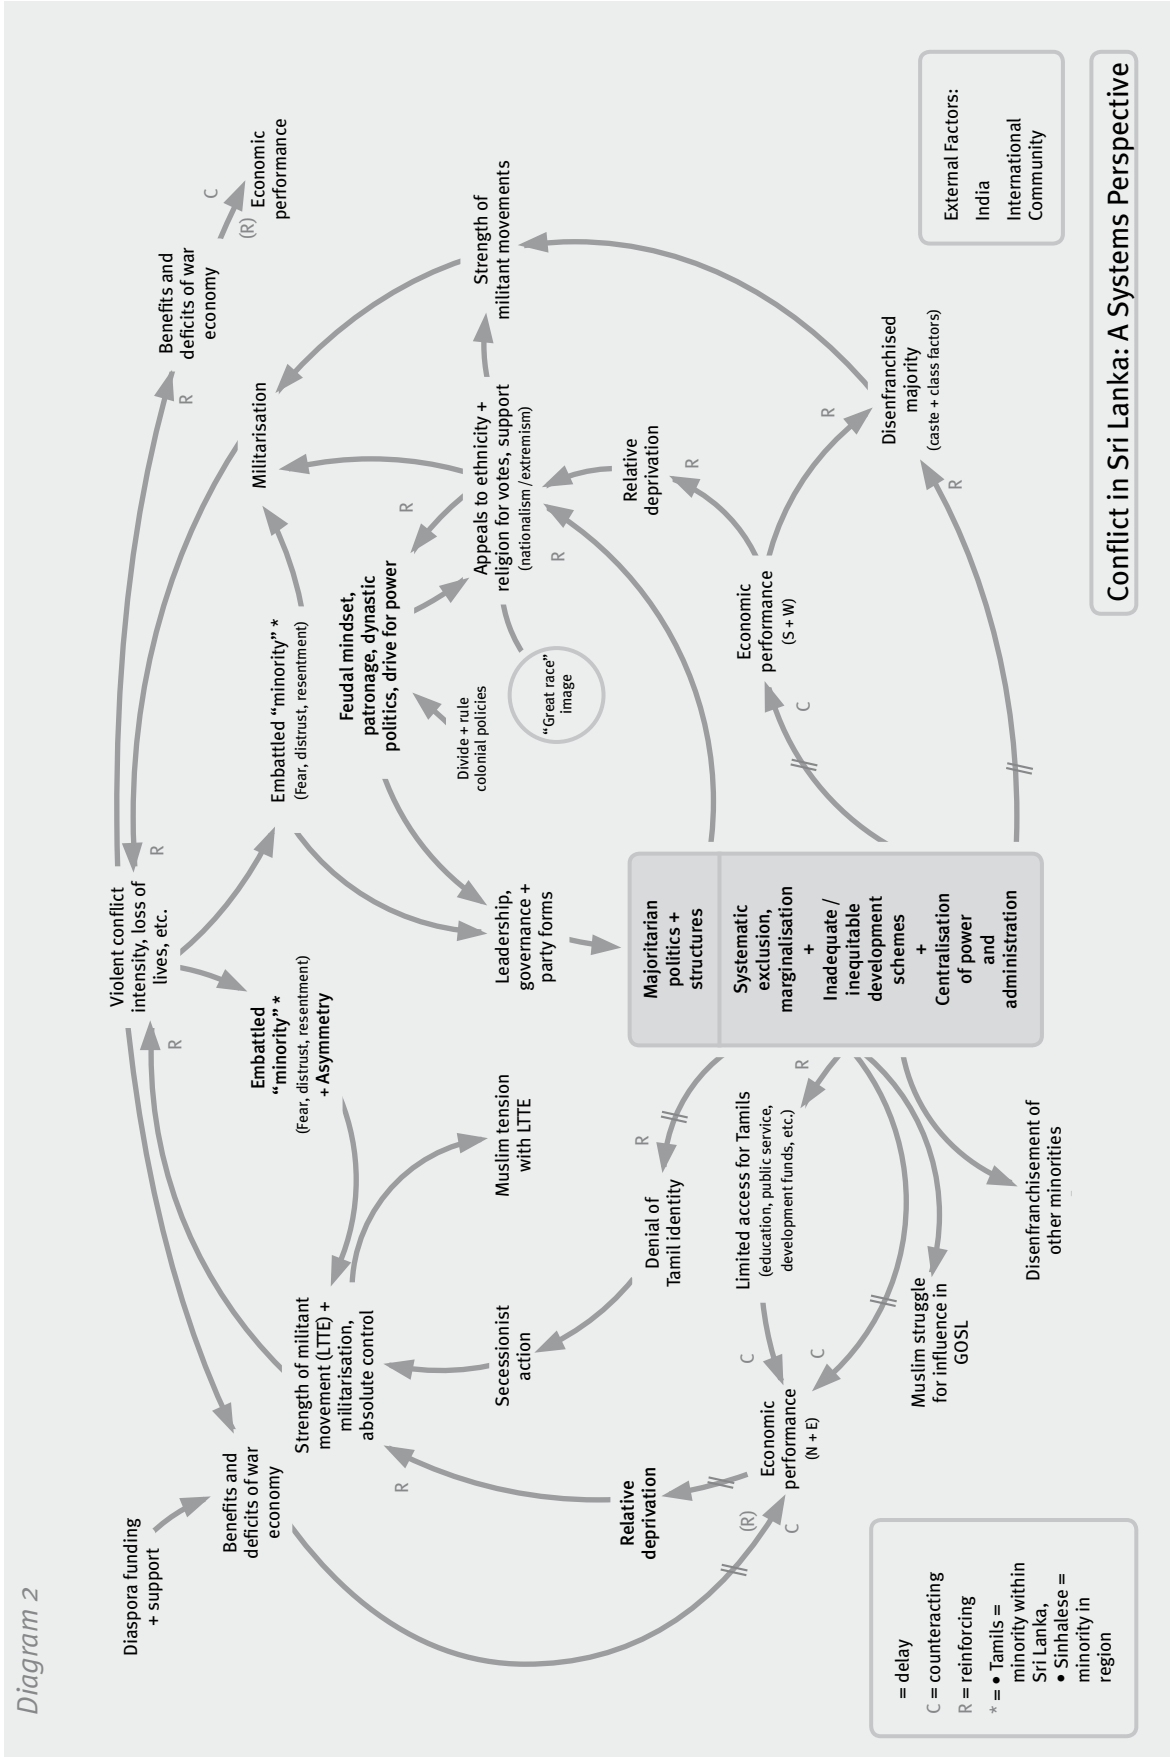 Diagram 2
Diaspora funding
+ support
Benefits and
deficits of war
economy
Violent conflict
intensity, loss of
lives, etc.
R
R
R
Benefits and
deficits of war
economy
C
(R)
Economic
performance
Strength of militant
movement (LTTE) +
militarisation,
absolute control
Embattled
“minority” *
(Fear, distrust, resentment)
+ Asymmetry
Embattled “minority” *
(Fear, distrust, resentment)
Militarisation
Feudal mindset,
patronage, dynastic
politics, drive for power
R
R
Divide + rule
colonial policies
Secessionist
action
Muslim tension
with LTTE
Leadership,
governance +
party forms
“Great race”
image
Appeals to ethnicity +
religion for votes, support
(nationalism/extremism)
R
Strength of
militant movements
Relative
deprivation
Denial of
Tamil identity
R
Majoritarian
politics +
structures
Relative
deprivation
R
Systematic
exclusion,
marginalisation
+
Inadequate /
inequitable
development
schemes
+
Centralisation
of power
and
administration
(R)
C
Economic
performance
(N + E)
C
C
Limited access for Tamils
(education, public service,
development funds, etc.)
R
Economic
performance
(S + W)
C
R
Disenfranchised
majority
(caste + class factors)
R
Muslim struggle
for influence in
GOSL
Disenfranchisement of
other minorities
= delay
C = counteracting
R = reinforcing
* = • Tamils =
minority within
Sri Lanka,
• Sinhalese =
minority in
region
External Factors:
India
International
Community
Conflict in Sri Lanka: A Systems Perspective